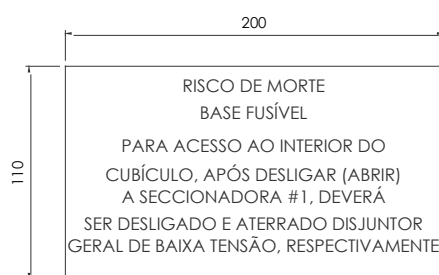 200
110
RISCO DE MORTE
BASE FUSÍVEL
PARA ACESSO AO INTERIOR DO
CUBÍCULO, APÓS DESLIGAR (ABRIR)
A SECCIONADORA #1, DEVERÁ
SER DESLIGADO E ATERRADO DISJUNTOR
GERAL DE BAIXA TENSÃO, RESPECTIVAMENTE